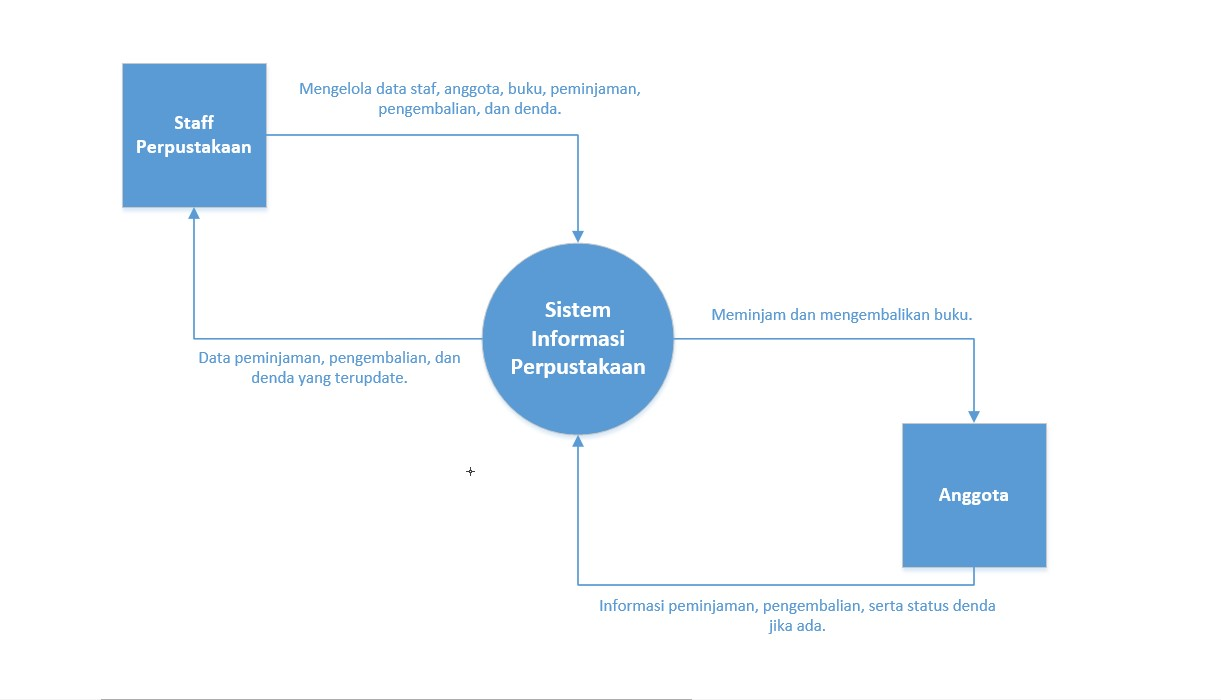 Staff
Perpustakaan
Mengelola data staf, anggota, buku, peminjaman,
pengembalian, dan denda.
Sistem
Informasi
Perpustakaan
Data peminjaman, pengembalian, dan
denda yang terupdate.
Meminjam dan mengembalikan buku.
Anggota
Informasi peminjaman, pengembalian, serta status denda
jika ada.